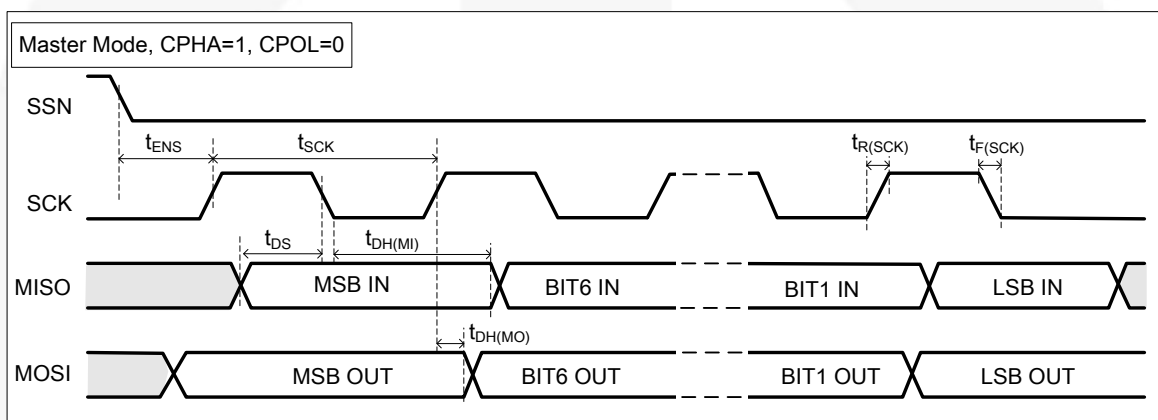 Master Mode, CPHA=1, CPOL=0
SSN
tENS
tSCK
tR(SCK)
tF(SCK)
SCK
tDS
tDH(MI)
MISO
MSB IN
BIT6 IN
BIT1 IN
LSB IN
tDH(MO)
MOSI
MSB OUT
BIT6 OUT
BIT1 OUT
LSB OUT